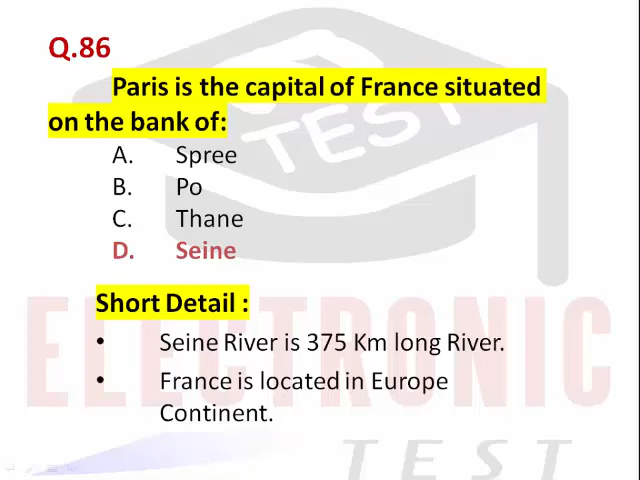 Q.86
Paris is the capital of France situated
on the bank of:
A. Spree
B. Po
C. Thane
D. Seine
Short Detail :
• Seine River is 375 Km long River.
• France is located in Europe
Continent.
TEST
ELECTRONIC
TEST